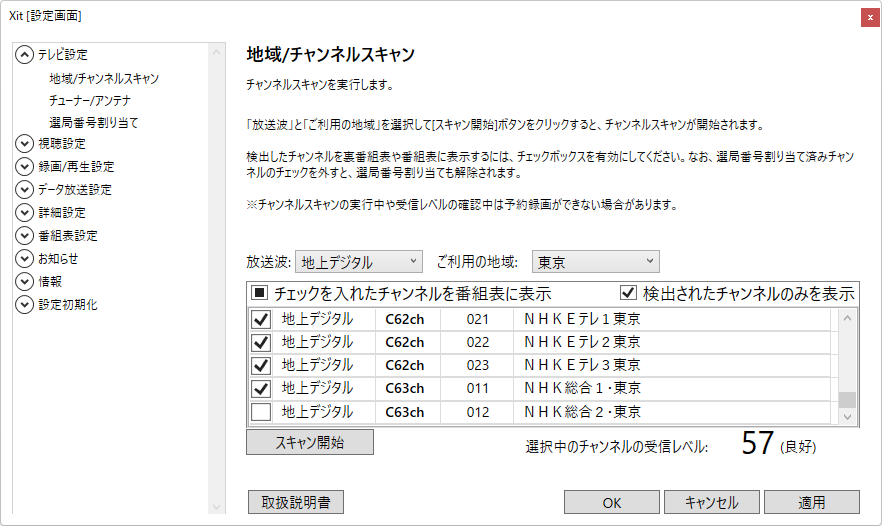 Xit [設定画面]
x
テレビ設定
地域/チャンネルスキャン
チューナー/アンテナ
選局番号割り当て
視聴設定
録画/再生設定
データ放送設定
詳細設定
番組表設定
お知らせ
情報
設定初期化
地域/チャンネルスキャン
チャンネルスキャンを実行します。
「放送波」と「ご利用の地域」を選択して[スキャン開始]ボタンをクリックすると、チャンネルスキャンが開始されます。
検出したチャンネルを裏番組表や番組表に表示するには、チェックボックスを有効にしてください。なお、選局番号割り当て済みチャン
ネルのチェックを外すと、選局番号割り当ても解除されます。
※チャンネルスキャンの実行中や受信レベルの確認中は予約録画ができない場合があります。
放送波: 地上デジタル ご利用の地域: 東京
チェックを入れたチャンネルを番組表に表示 検出されたチャンネルのみを表示
地上デジタル C62ch 021 ＮＨＫＥテレ１東京
地上デジタル C62ch 022 ＮＨＫＥテレ２東京
地上デジタル C62ch 023 ＮＨＫＥテレ３東京
地上デジタル C63ch 011 ＮＨＫ総合１・東京
地上デジタル C63ch 012 ＮＨＫ総合２・東京
スキャン開始 選択中のチャンネルの受信レベル: 57 (良好)
取扱説明書 OK キャンセル 適用